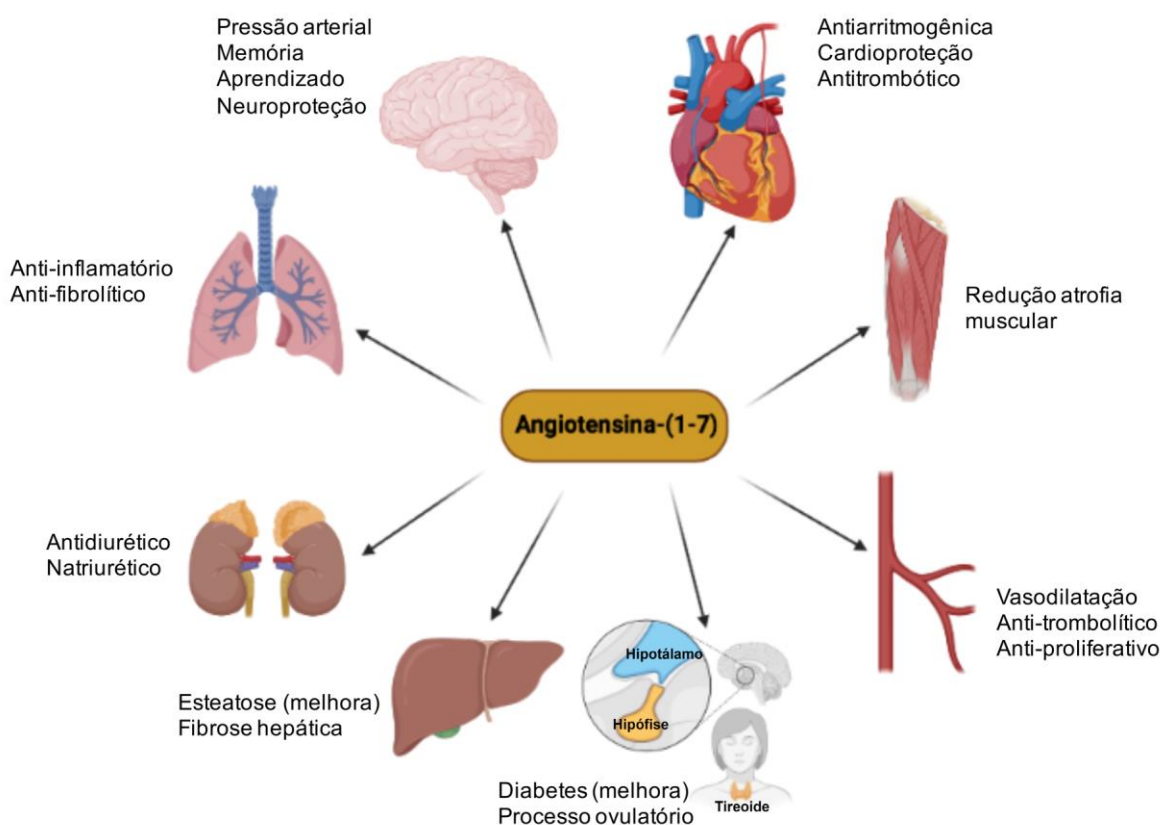 Pressão arterial
Memória
Aprendizado
Neuroproteção
Antiarritmogênica
Cardioproteção
Antitrombótico
Anti-inflamatório
Anti-fibrolítico
Redução atrofia
muscular
Angiotensina-(1-7)
Antidiurético
Natriurético
Vasodilatação
Anti-trombolítico
Anti-proliferativo
Esteatose (melhora)
Fibrose hepática
Hipotálamo
Hipófise
Tireoide
Diabetes (melhora)
Processo ovulatório